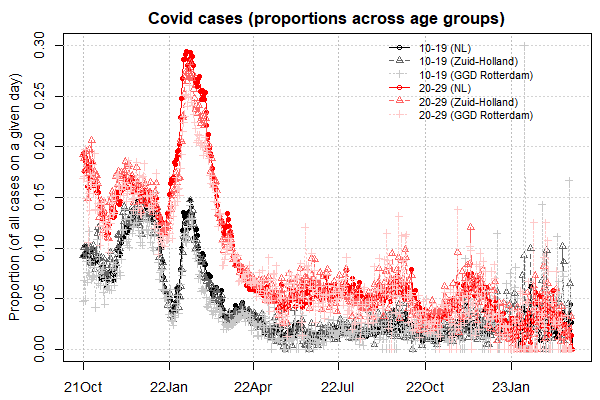 Covid cases (proportions across age groups)
Proportion (of all cases on a given day)
0.30
0.25
0.20
0.15
0.10
0.05
0.00
10-19 (NL)
10-19 (Zuid-Holland)
10-19 (GGD Rotterdam)
20-29 (NL)
20-29 (Zuid-Holland)
20-29 (GGD Rotterdam)
21Oct 22Jan 22Apr 22Jul 22Oct 23Jan